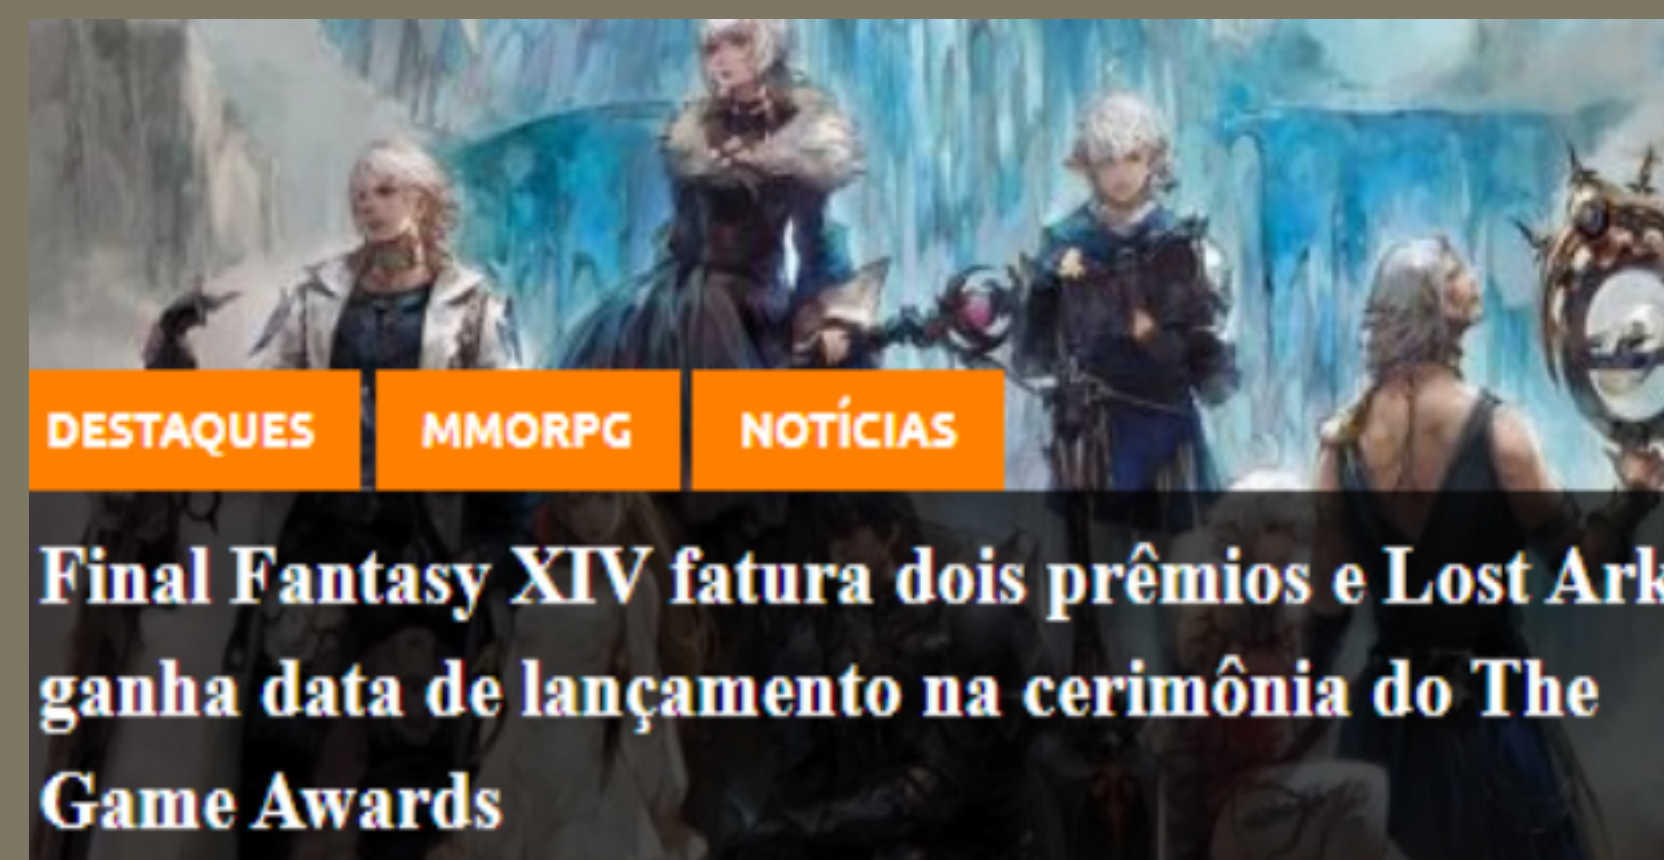 DESTAQUES MMORPG NOTÍCIAS
Final Fantasy XIV fatura dois prêmios e Lost Ark
ganha data de lançamento na cerimônia do The
Game Awards